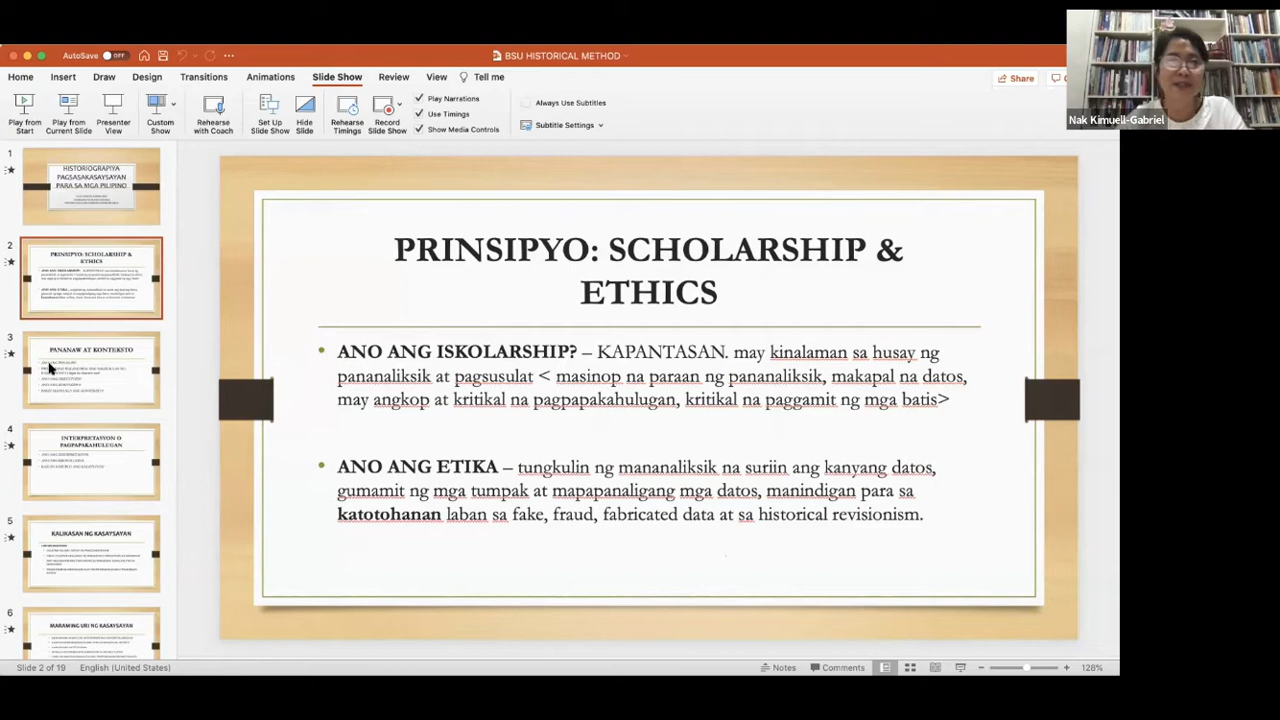 AutoSave OFF
BSU HISTORICAL METHOD
Home Insert Draw Design Transitions Animations Slide Show Review View Tell me
Share
Play from Start
Play from Current Slide
Presenter View
Custom Show
Rehearse with Coach
Set Up Slide Show
Hide Slide
Rehearse Timings
Record Slide Show
Play Narrations
Use Timings
Show Media Controls
Always Use Subtitles
Subtitle Settings
Nak Kimuell-Gabriel
1
HISTORIOGRAPIYA
PAGSASAKASAYSAYAN
PARA SA MGA PILIPINO
2
PRINSIPYO: SCHOLARSHIP &
ETHICS
3
PANANAW AT KONTEKSTO
4
INTERPRETASYON O
PAGPAPAKAHULUGAN
5
KALIKASAN NG KASAYSAYAN
6
MARAMING URI NG KASAYSAYAN
PRINSIPYO: SCHOLARSHIP &
ETHICS
• ANO ANG ISKOLARSHIP? – KAPANTASAN. may kinalaman sa husay ng
pananaliksik at pagsusulat < masinop na paraan ng pananaliksik, makapal na datos,
may angkop at kritikal na pagpapakahulugan, kritikal na paggamit ng mga batis>
• ANO ANG ETIKA – tungkulin ng mananaliksik na suriin ang kanyang datos,
gumamit ng mga tumpak at mapapanaligang mga datos, manindigan para sa
katotohanan laban sa fake, fraud, fabricated data at sa historical revisionism.
Slide 2 of 19 English (United States)
Notes Comments 128%